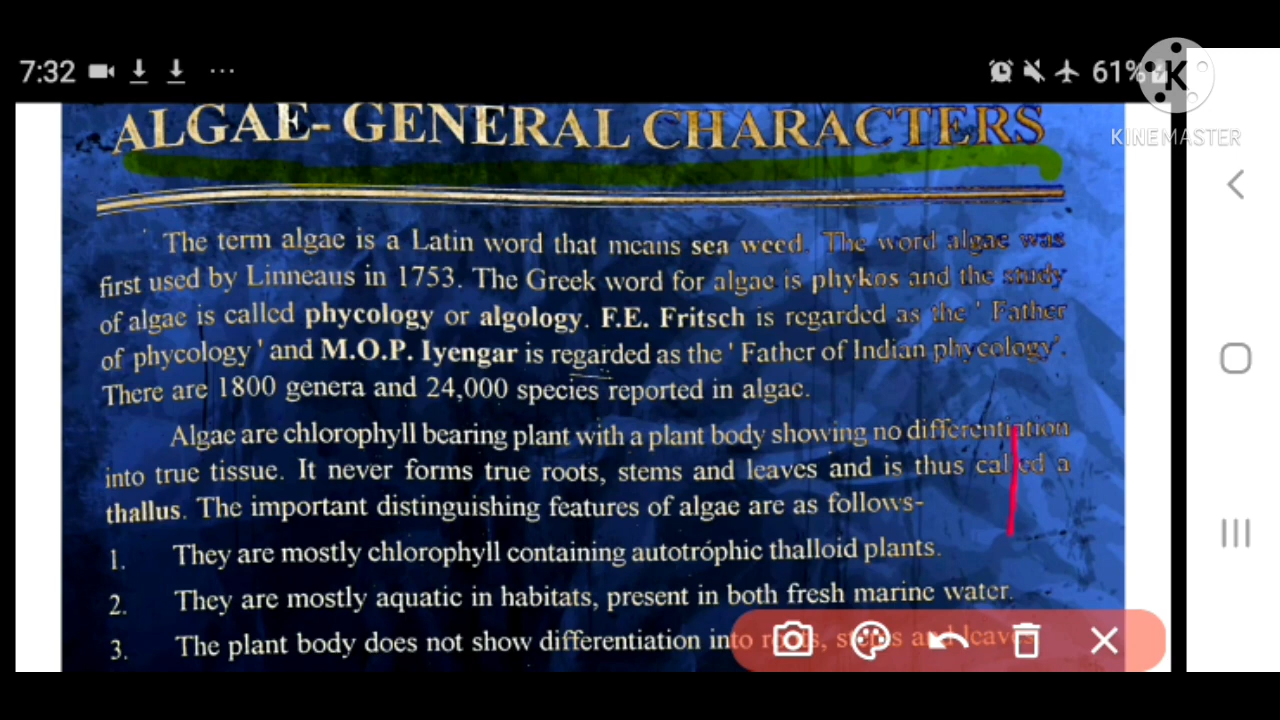 7:32
61%
K
KINEMASTER
ALGAE- GENERAL CHARACTERS
The term algae is a Latin word that means sea weed. The word algae was
first used by Linneaus in 1753. The Greek word for algae is phykos and the study
of algae is called phycology or algology. F.E. Fritsch is regarded as the ' Father
of phycology ' and M.O.P. Iyengar is regarded as the ' Father of Indian phycology'.
There are 1800 genera and 24,000 species reported in algae.
Algae are chlorophyll bearing plant with a plant body showing no differentiation
into true tissue. It never forms true roots, stems and leaves and is thus called a
thallus. The important distinguishing features of algae are as follows-
1. They are mostly chlorophyll containing autotrophic thalloid plants.
2. They are mostly aquatic in habitats, present in both fresh marine water.
3. The plant body does not show differentiation into roots, stems and leaves